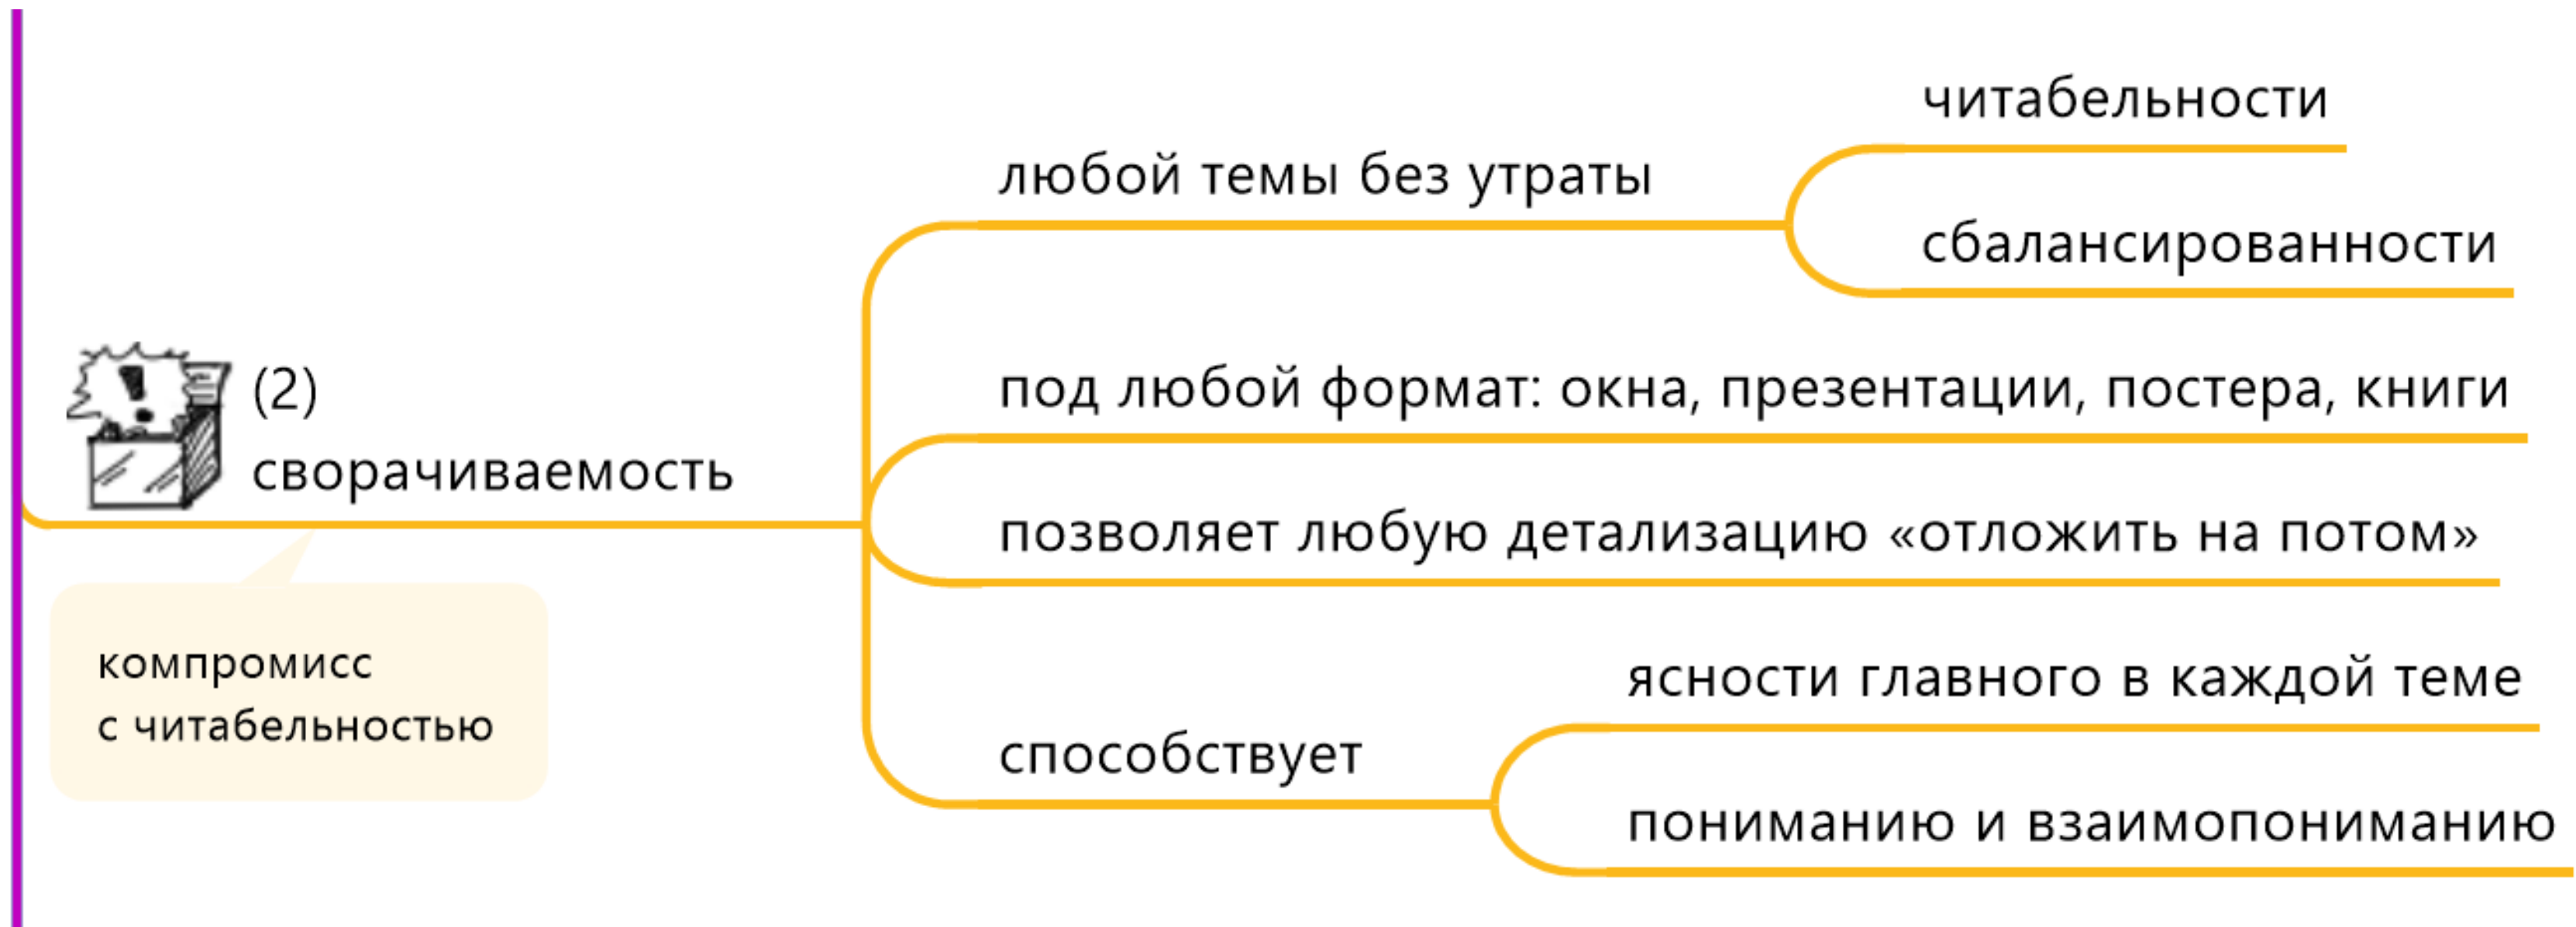 (2)
сворачиваемость
компромисс
с читабельностью
любой темы без утраты
читабельности
сбалансированности
под любой формат: окна, презентации, постера, книги
позволяет любую детализацию «отложить на потом»
способствует
ясности главного в каждой теме
пониманию и взаимопониманию